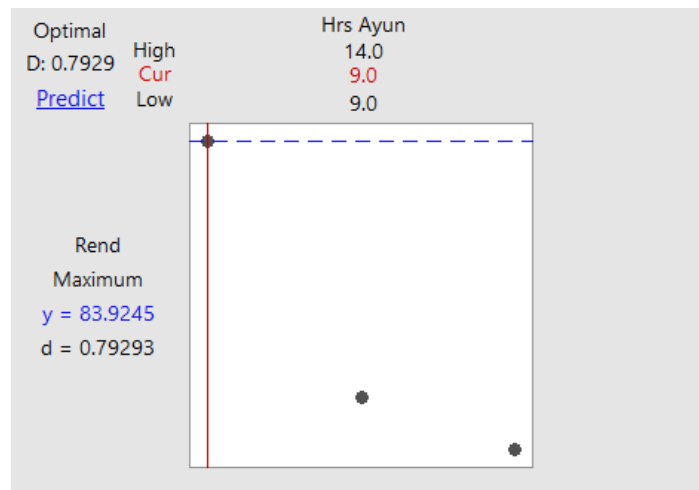 Optimal
D: 0.7929
Predict
High
Cur
Low
Hrs Ayun
14.0
9.0
9.0
Rend
Maximum
y = 83.9245
d = 0.79293